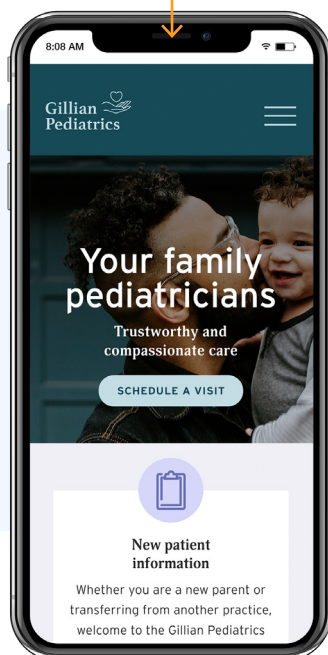 8:08 AM
Gillian
Pediatrics
Your family
pediatricians
Trustworthy and
compassionate care
SCHEDULE A VISIT
New patient
information
Whether you are a new parent or
transferring from another practice,
welcome to the Gillian Pediatrics